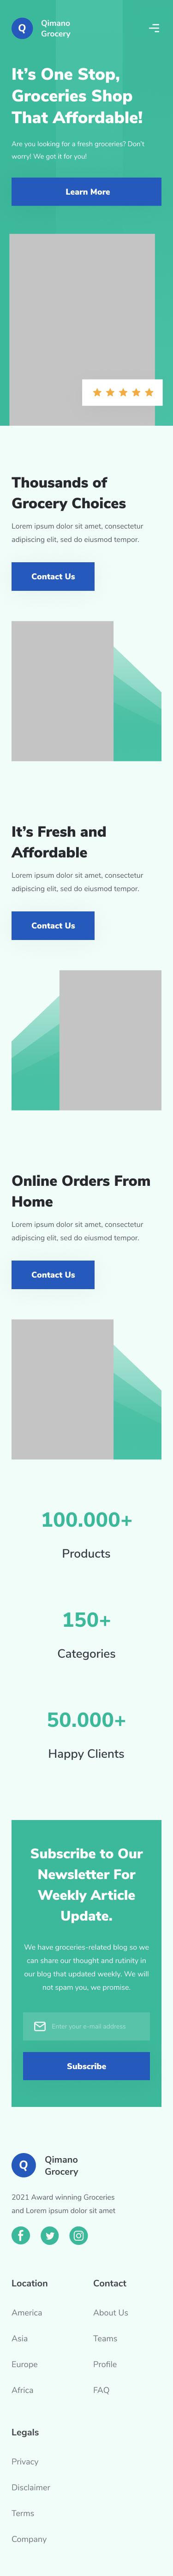 Q
Qimano
Grocery
It's One Stop,
Groceries Shop
That Affordable!
Are you looking for a fresh groceries? Don't
worry! We got it for you!
Learn More
Thousands of
Grocery Choices
Lorem ipsum dolor sit amet, consectetur
adipiscing elit, sed do eiusmod tempor.
Contact Us
It's Fresh and
Affordable
Lorem ipsum dolor sit amet, consectetur
adipiscing elit, sed do eiusmod tempor.
Contact Us
Online Orders From
Home
Lorem ipsum dolor sit amet, consectetur
adipiscing elit, sed do eiusmod tempor.
Contact Us
100.000+
Products
150+
Categories
50.000+
Happy Clients
Subscribe to Our
Newsletter For
Weekly Article
Update.
We have groceries-related blog so we
can share our thought and rutinity in
our blog that updated weekly. We will
not spam you, we promise.
Enter your e-mail address
Subscribe
Q
Qimano
Grocery
2021 Award winning Groceries
and Lorem ipsum dolor sit amet
Location
America
Asia
Europe
Africa
Contact
About Us
Teams
Profile
FAQ
Legals
Privacy
Disclaimer
Terms
Company